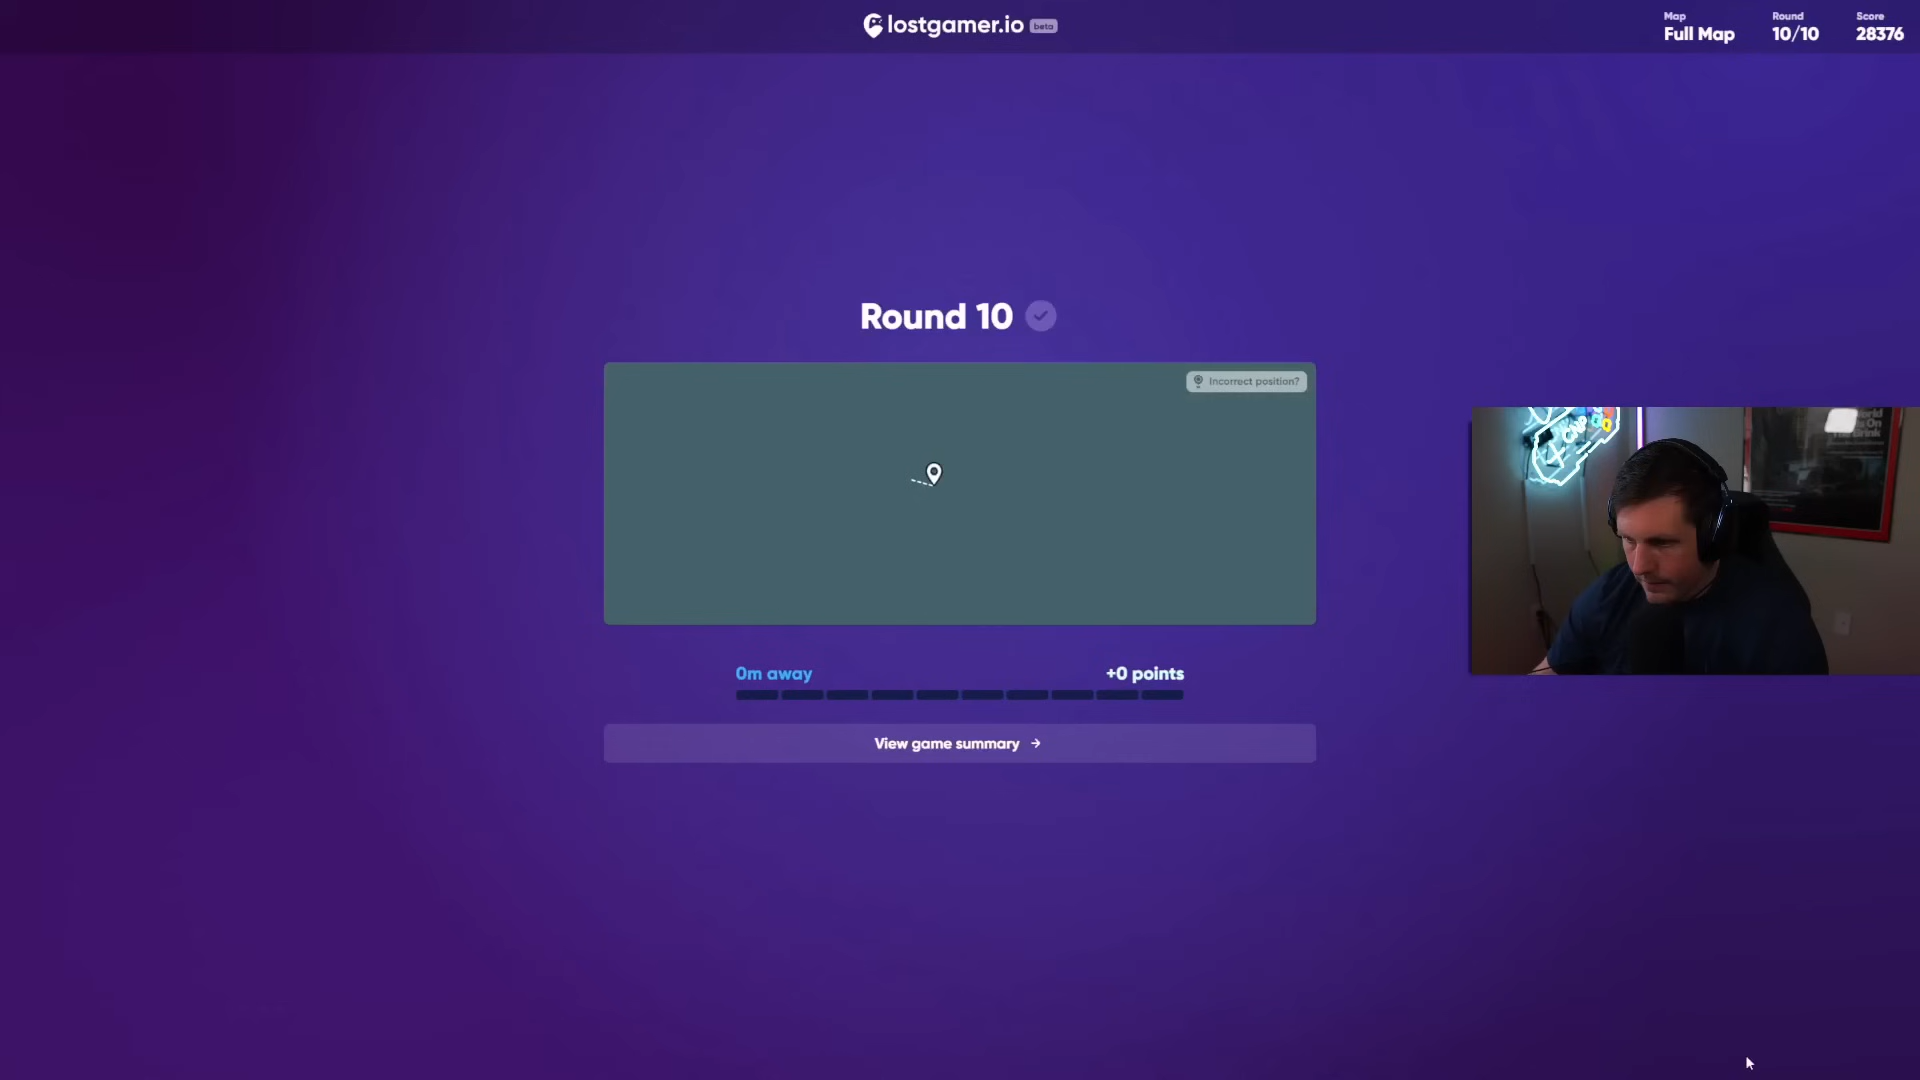 lostgamer.io beta
Map
Full Map
Round
10/10
Score
28376
Round 10
Incorrect position?
0m away
+0 points
View game summary →